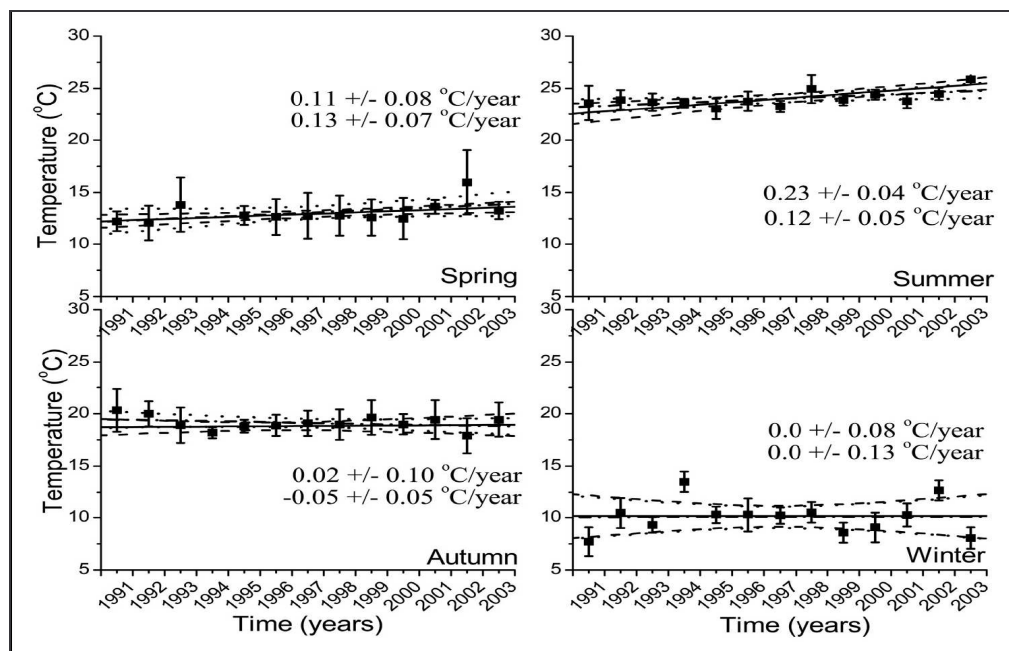 Temperature (°C)
30
25
20
15
10
5
0.11 +/- 0.08 °C/year
0.13 +/- 0.07 °C/year
Spring
1991 1992 1993 1994 1995 1996 1997 1998 1999 2000 2001 2002 2003
30
25
20
15
10
5
0.23 +/- 0.04 °C/year
0.12 +/- 0.05 °C/year
Summer
1991 1992 1993 1994 1995 1996 1997 1998 1999 2000 2001 2002 2003
Temperature (°C)
30
25
20
15
10
5
0.02 +/- 0.10 °C/year
-0.05 +/- 0.05 °C/year
Autumn
1991 1992 1993 1994 1995 1996 1997 1998 1999 2000 2001 2002 2003
Time (years)
30
25
20
15
10
5
0.0 +/- 0.08 °C/year
0.0 +/- 0.13 °C/year
Winter
1991 1992 1993 1994 1995 1996 1997 1998 1999 2000 2001 2002 2003
Time (years)